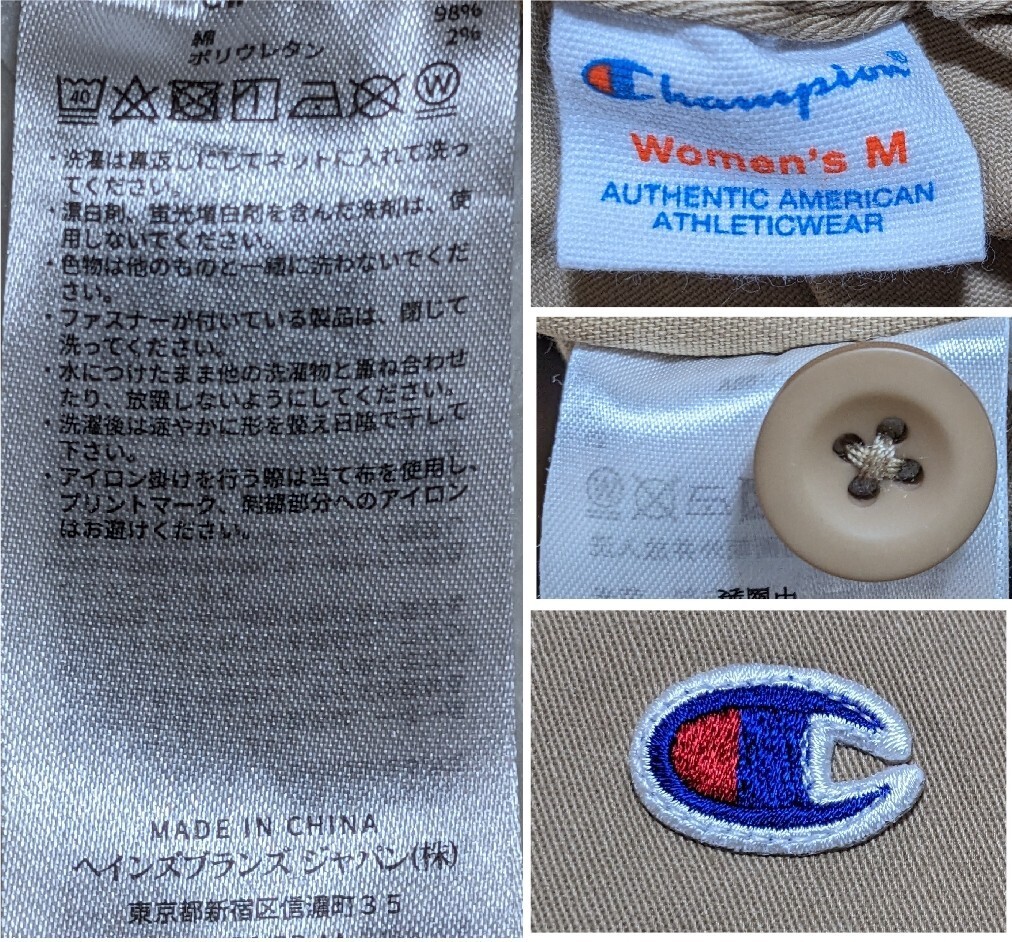 98%
綿
2%
ポリウレタン
40
W
・洗濯は裏返しにしてネットに入れて洗っ
てください。
・漂白剤、蛍光増白剤を含んだ洗剤は、使
用しないでください。
・色物は他のものと一緒に洗わないでくだ
さい。
・ファスナーが付いている製品は、閉じて
洗ってください。
・水につけたまま他の洗濯物と重ね合わせ
たり、放置しないようにしてください。
・洗濯後は速やかに形を整え日陰で干して
下さい。
・アイロン掛けを行う際は当て布を使用し、
プリントマーク、刺繍部分へのアイロン
はお避けください。
MADE IN CHINA
ヘインズブランズ ジャパン(株)
東京都新宿区信濃町35
Champion®
Women's M
AUTHENTIC AMERICAN
ATHLETICWEAR